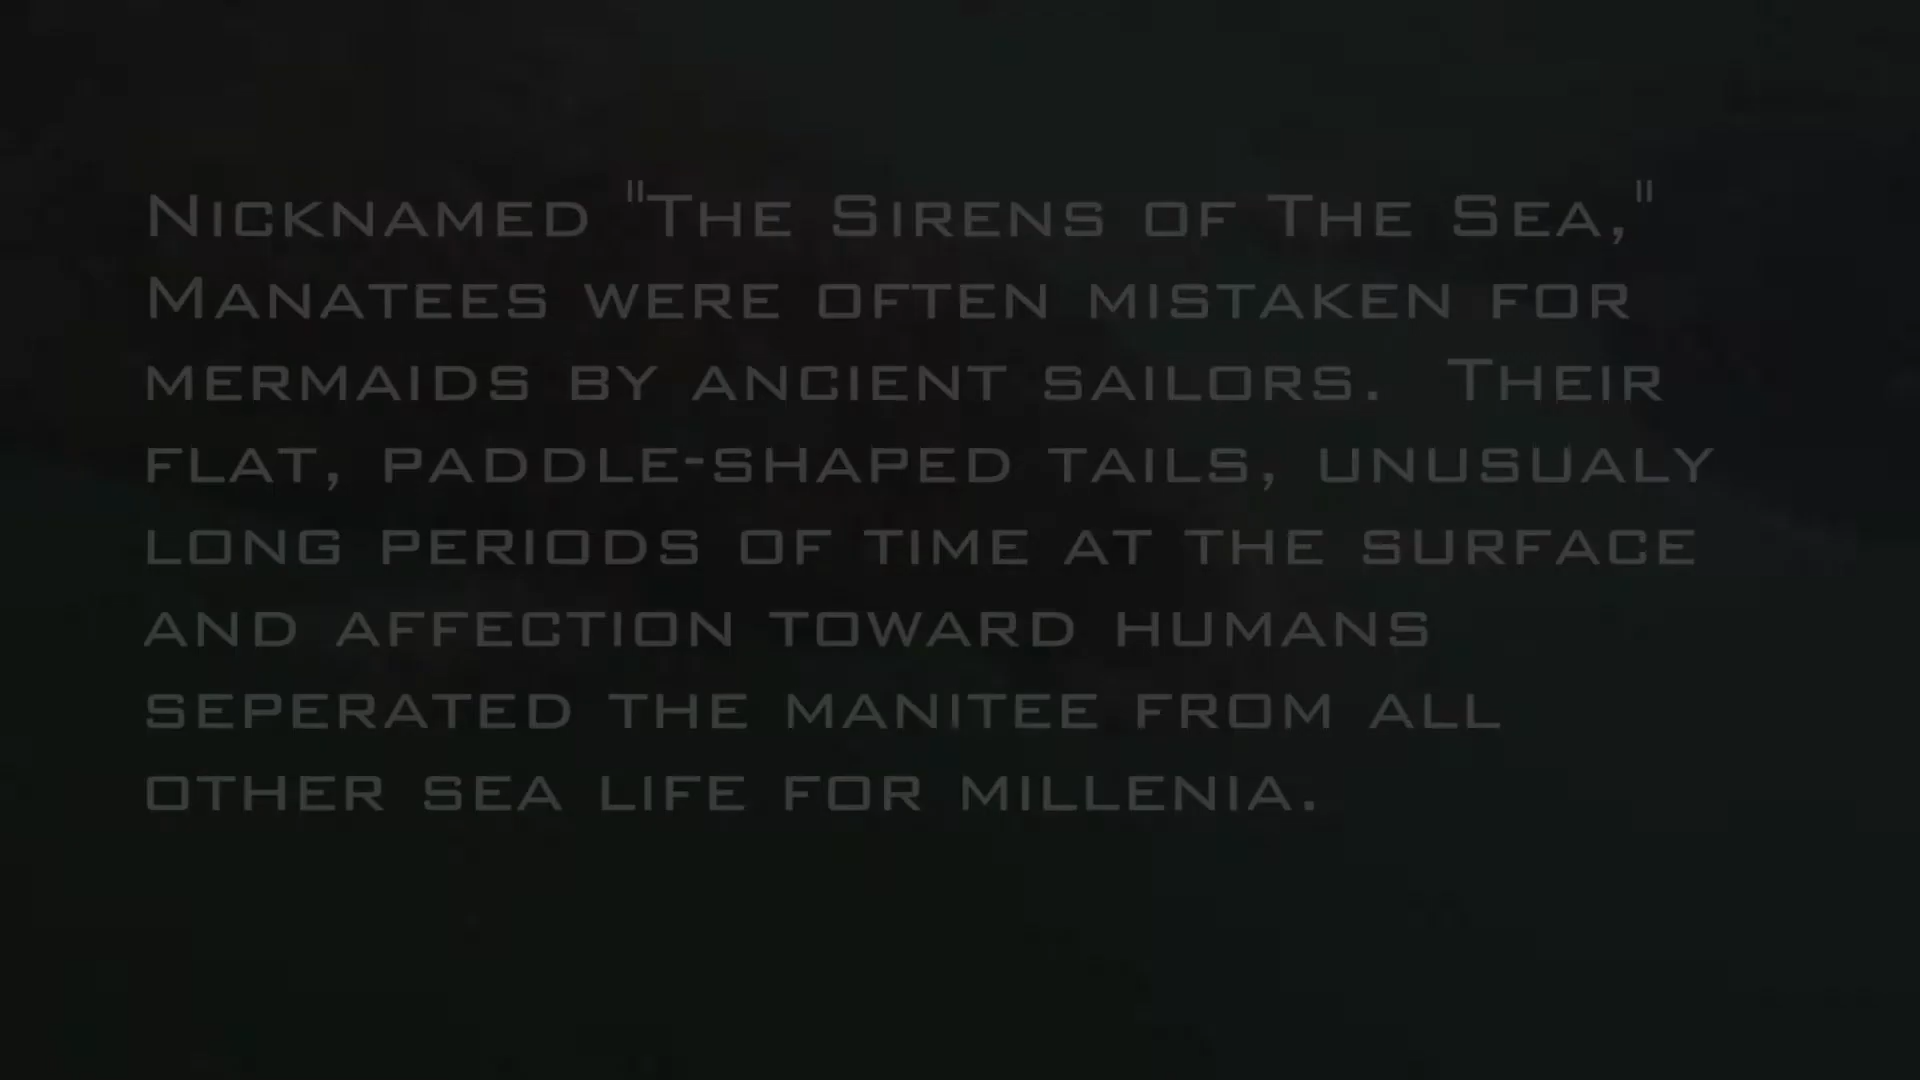 Nicknamed "The Sirens of The Sea,"
Manatees were often mistaken for
mermaids by ancient sailors.  Their
flat, paddle-shaped tails, unusualy
long periods of time at the surface
and affection toward humans
seperated the manitee from all
other sea life for millenia.